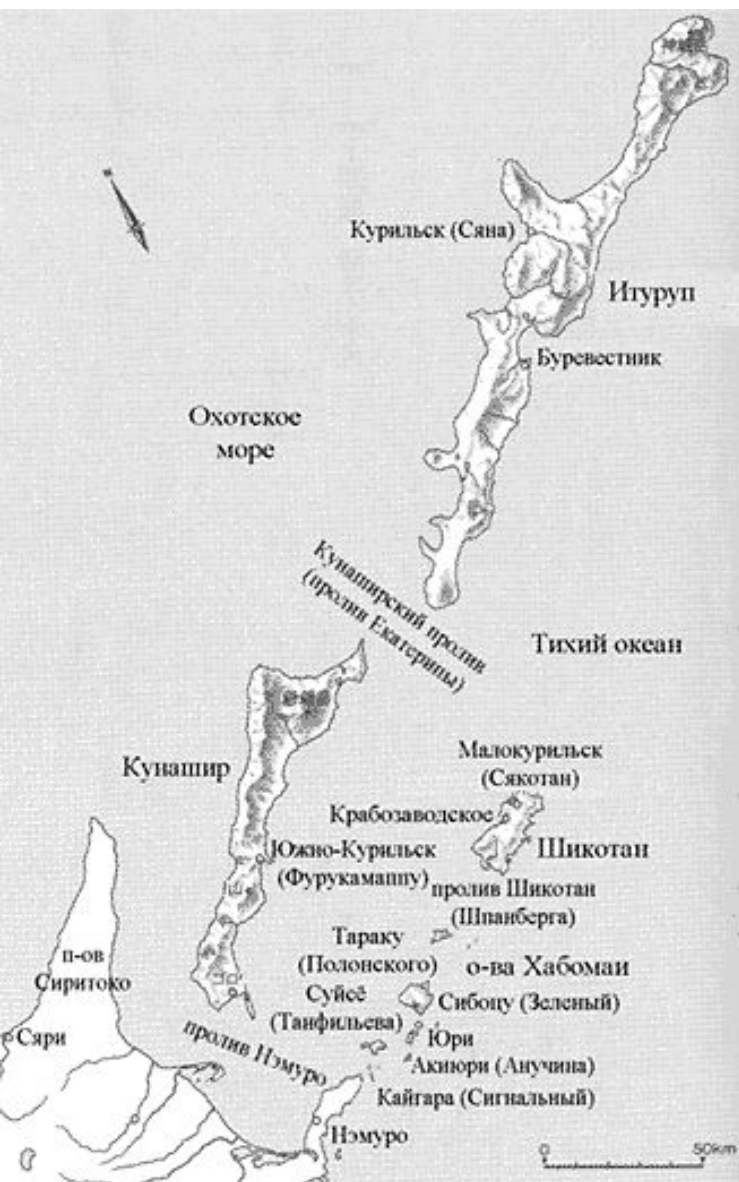 Курильск (Сяна)
Итуруп
Буревестник
Охотское
море
Кунаширский пролив
(пролив Екатерины)
Тихий океан
Кунашир
Малокурильск
(Сякотан)
Крабозаводское
Шикотан
Южно-Курильск
(Фурукамаппу)
пролив Шикотан
(Шпанберга)
Тараку
(Полонского)
о-ва Хабомаи
п-ов
Сиритоко
Суйсё
(Танфильева)
Сибоцу (Зеленый)
Сяри
пролив Нэмуро
Юри
Акиюри (Анучина)
Кайгара (Сигнальный)
Нэмуро
0 50km